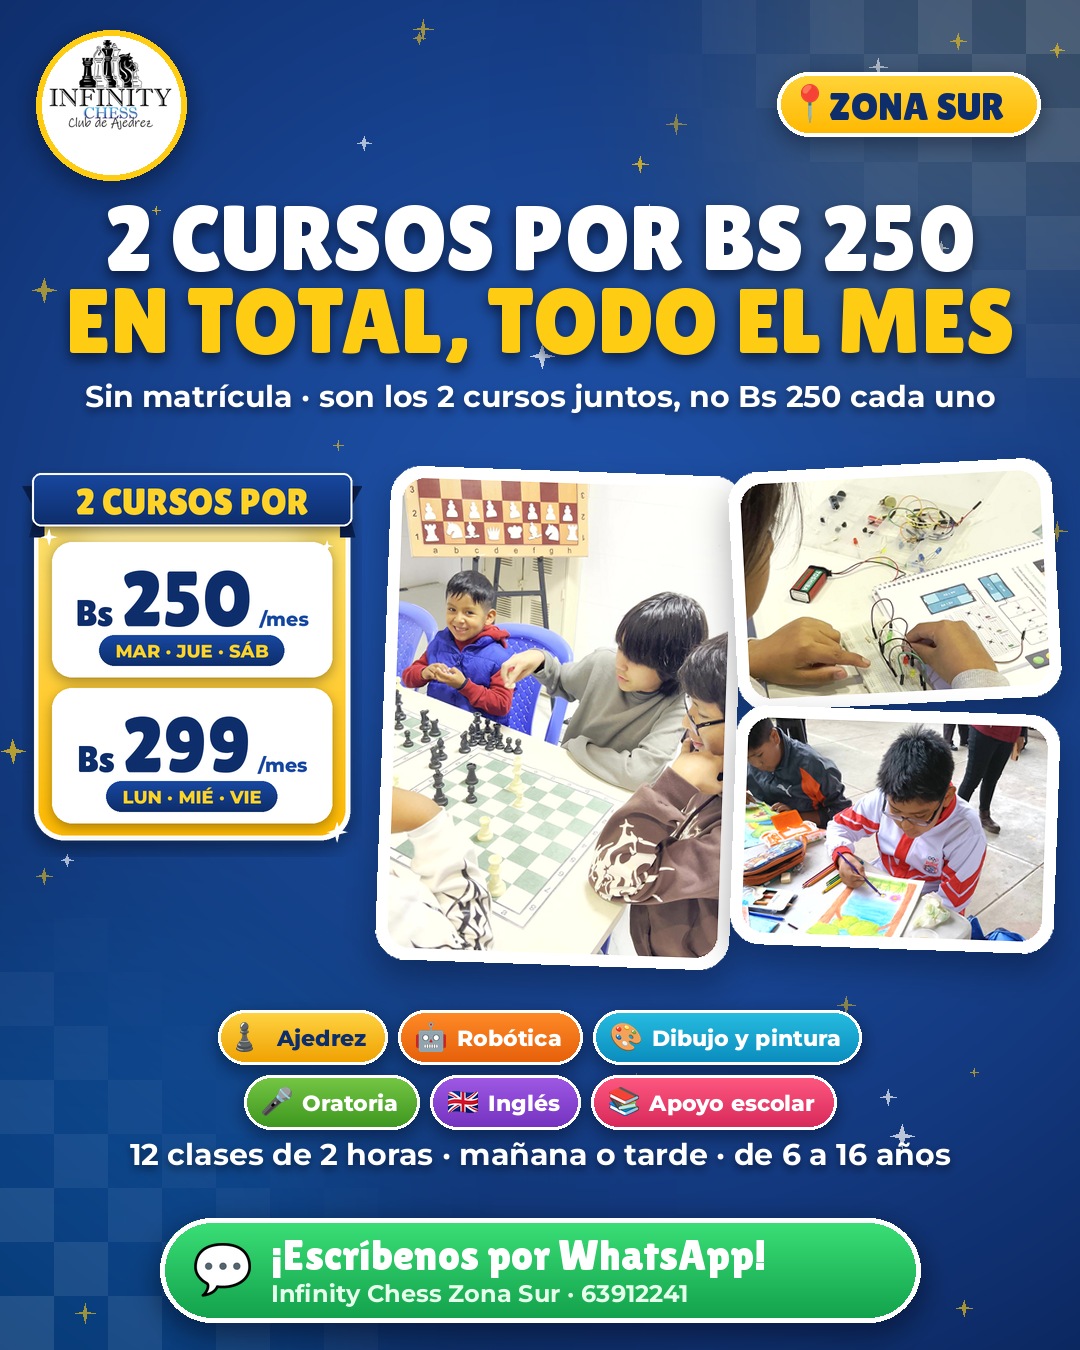 INFINITY
CHESS
Club de Ajedrez
ZONA SUR
2 CURSOS POR BS 250
EN TOTAL, TODO EL MES
Sin matrícula · son los 2 cursos juntos, no Bs 250 cada uno
2 CURSOS POR
Bs 250 /mes
MAR · JUE · SÁB
Bs 299 /mes
LUN · MIÉ · VIE
Ajedrez
Robótica
Dibujo y pintura
Oratoria
Inglés
Apoyo escolar
12 clases de 2 horas · mañana o tarde · de 6 a 16 años
¡Escríbenos por WhatsApp!
Infinity Chess Zona Sur · 63912241